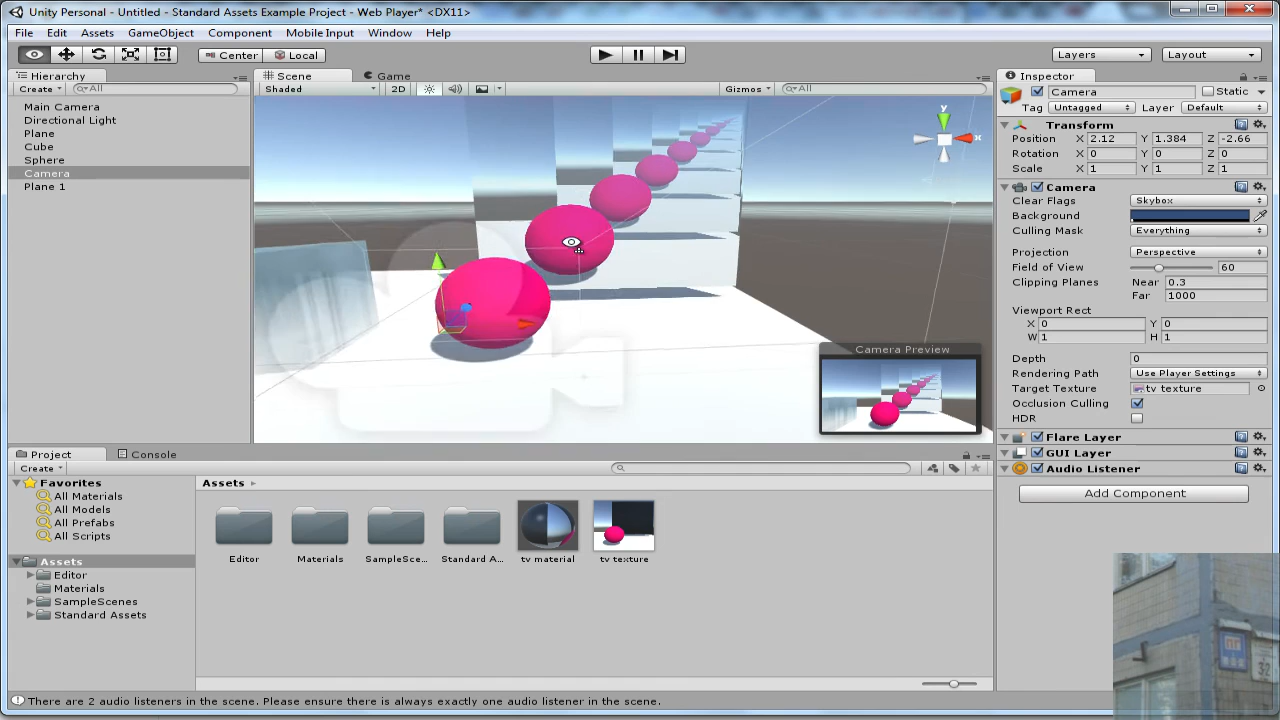 Unity Personal - Untitled - Standard Assets Example Project - Web Player* <DX11>
File Edit Assets GameObject Component Mobile Input Window Help
Center Local Layers Layout
Hierarchy Scene Game Inspector
Create All Shaded 2D Gizmos All Camera Static
Tag Untagged Layer Default
Main Camera
Directional Light
Plane
Cube
Sphere
Camera
Plane 1
y
x
Camera Preview
Transform
Position X 2.12 Y 1.384 Z -2.66
Rotation X 0 Y 0 Z 0
Scale X 1 Y 1 Z 1
Camera
Clear Flags Skybox
Background
Culling Mask Everything
Projection Perspective
Field of View 60
Clipping Planes Near 0.3
Far 1000
Viewport Rect
X 0 Y 0
W 1 H 1
Depth 0
Rendering Path Use Player Settings
Target Texture tv texture
Occlusion Culling
HDR
Flare Layer
GUI Layer
Audio Listener
Add Component
Project Console
Create
Favorites
All Materials
All Models
All Prefabs
All Scripts
Assets
Editor
Materials
SampleScenes
Standard Assets
Assets
Editor Materials SampleSce... Standard A... tv material tv texture
32
There are 2 audio listeners in the scene. Please ensure there is always exactly one audio listener in the scene.